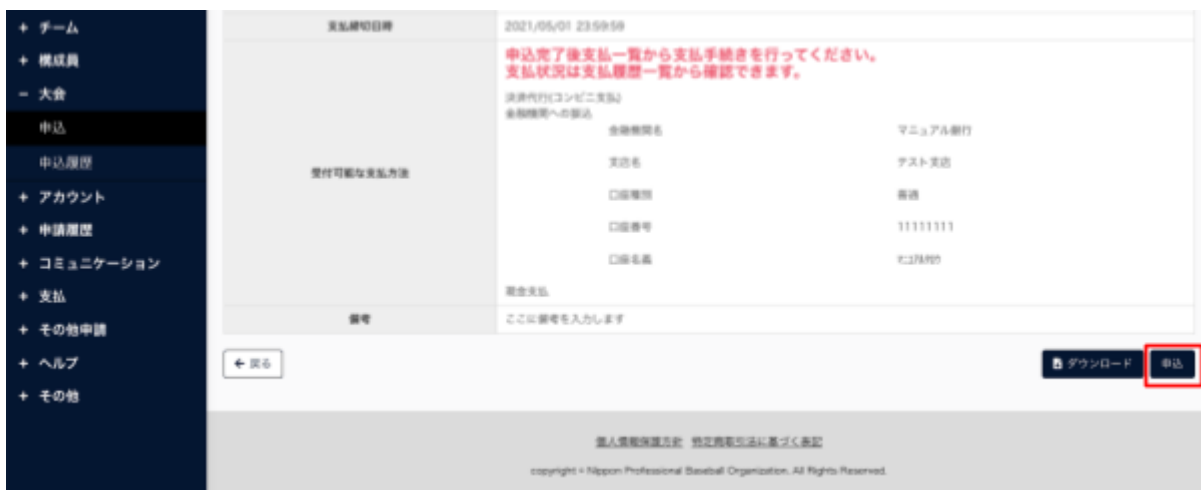 + チーム
+ 構成員
− 大会
申込
申込履歴
+ アカウント
+ 申請履歴
+ コミュニケーション
+ 支払
+ その他申請
+ ヘルプ
+ その他
支払締切日時 2021/05/01 23:59:59
受付可能な支払方法
申込完了後支払一覧から支払手続きを行ってください。
支払状況は支払履歴一覧から確認できます。
決済代行(コンビニ支払)
金融機関への振込
金融機関名 マニュアル銀行
支店名 テスト支店
口座種別 普通
口座番号 11111111
口座名義
現金支払
備考 ここに備考を入力します
← 戻る
ダウンロード
申込
個人情報保護方針 特定商取引法に基づく表記
copyright © Nippon Professional Baseball Organization. All Rights Reserved.